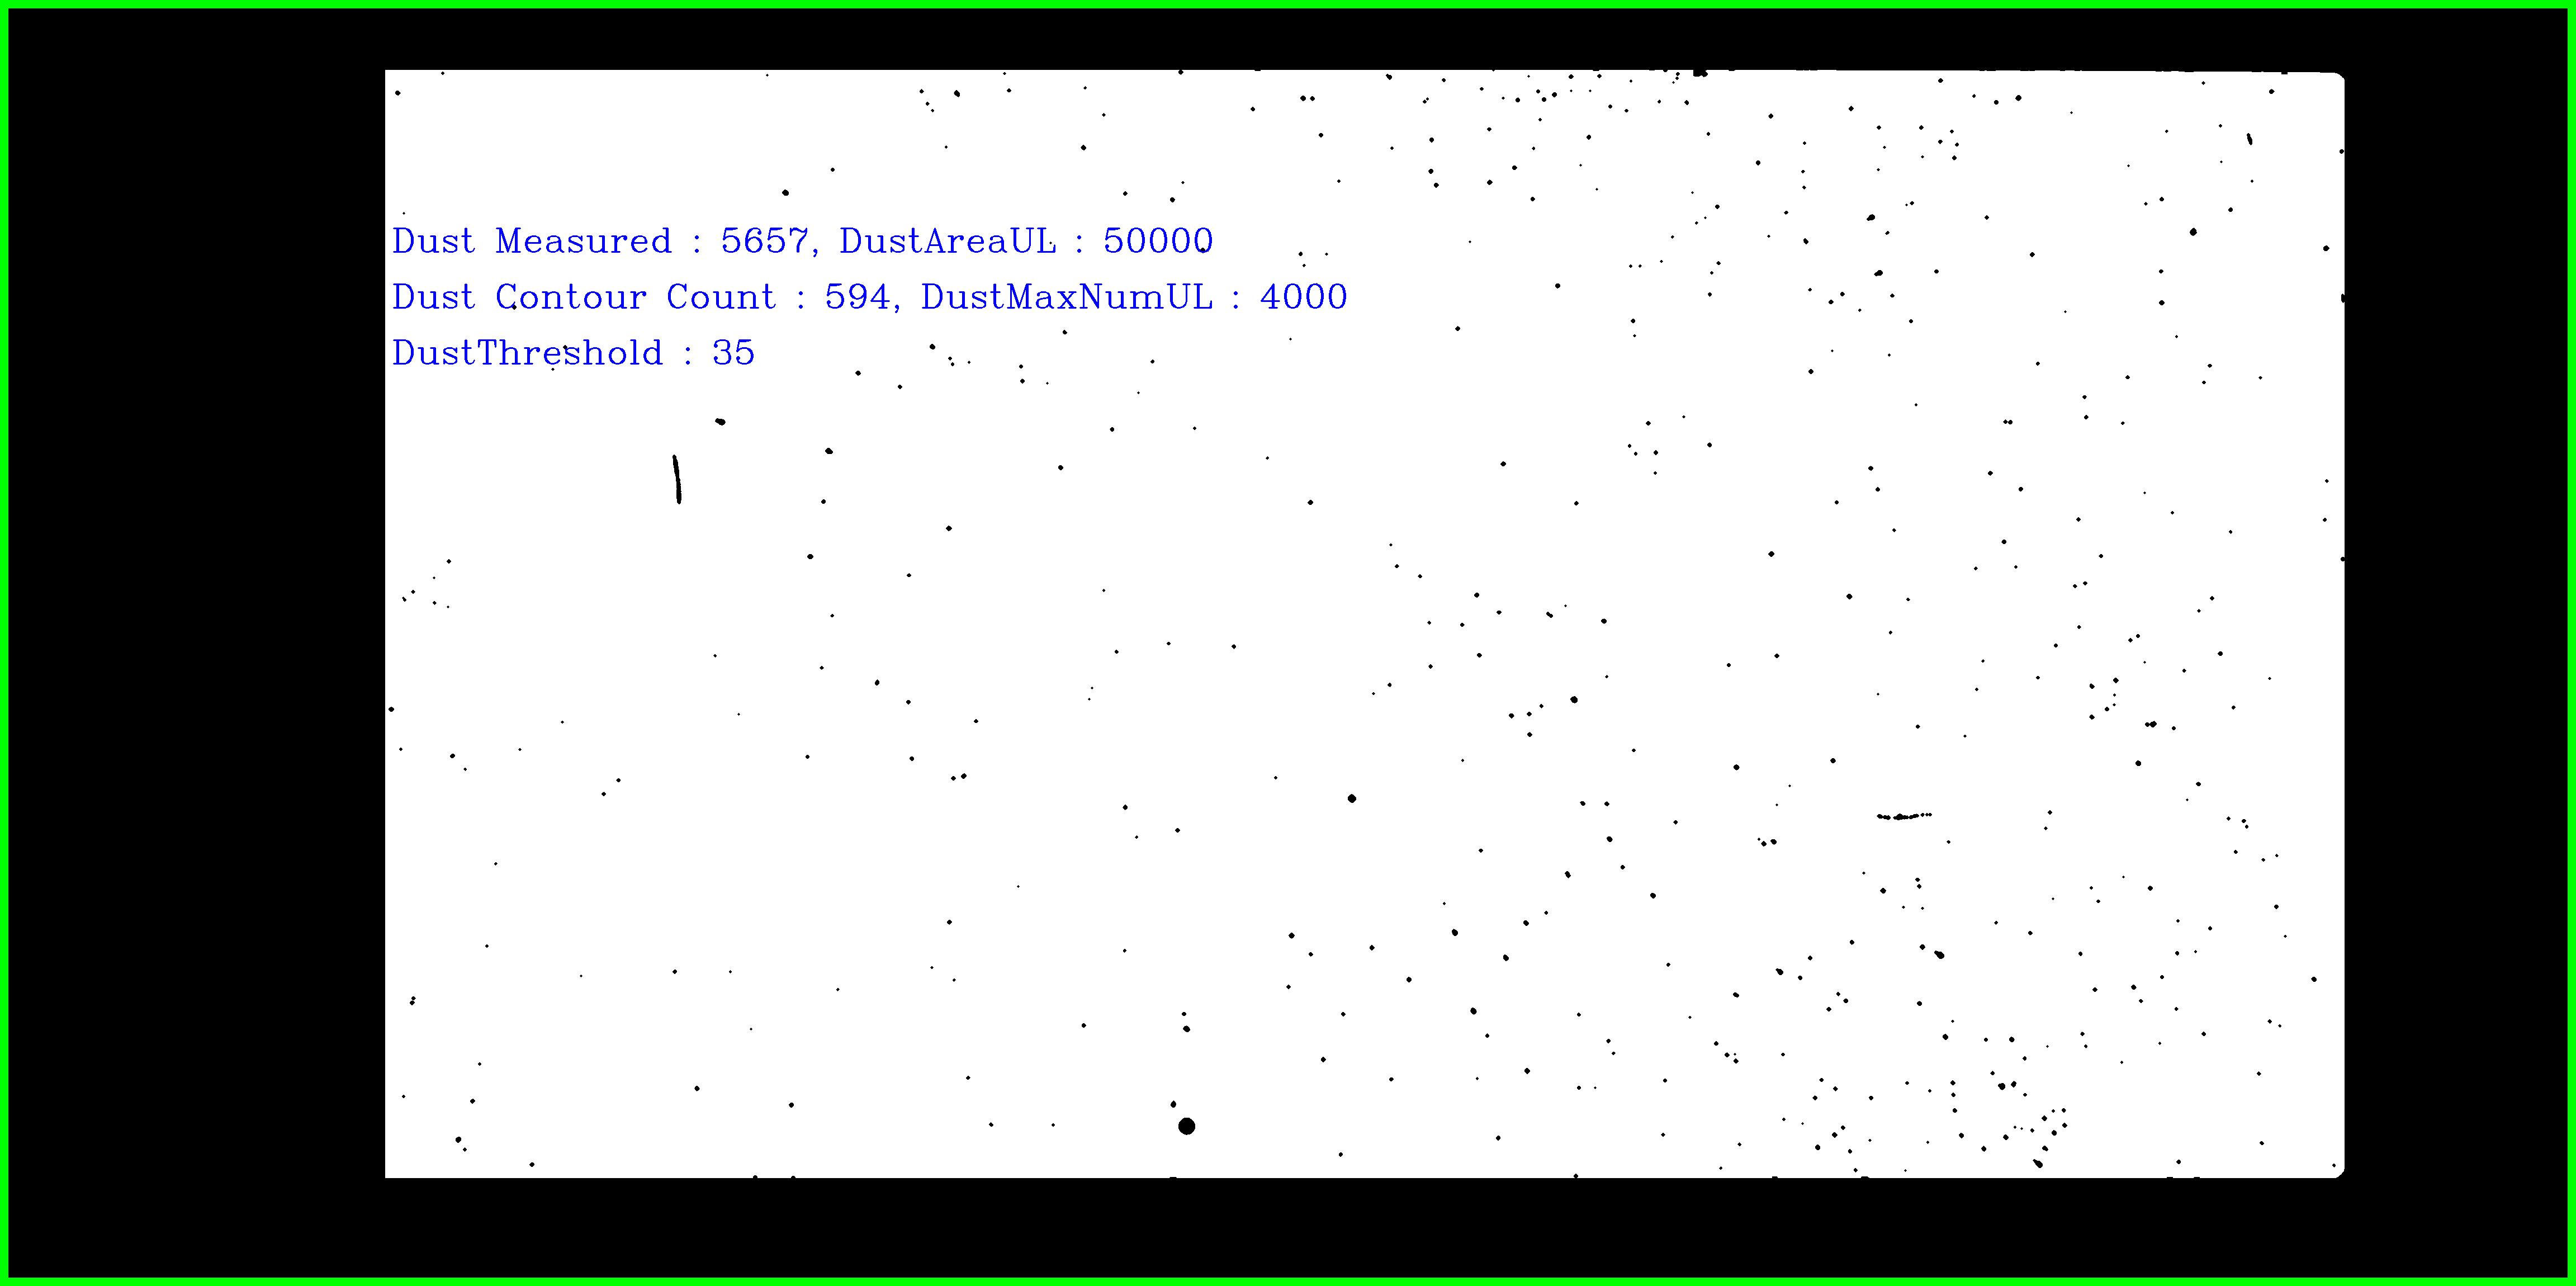 Dust Measured : 5657, DustAreaUL : 50000
Dust Contour Count : 594, DustMaxNumUL : 4000
DustThreshold : 35